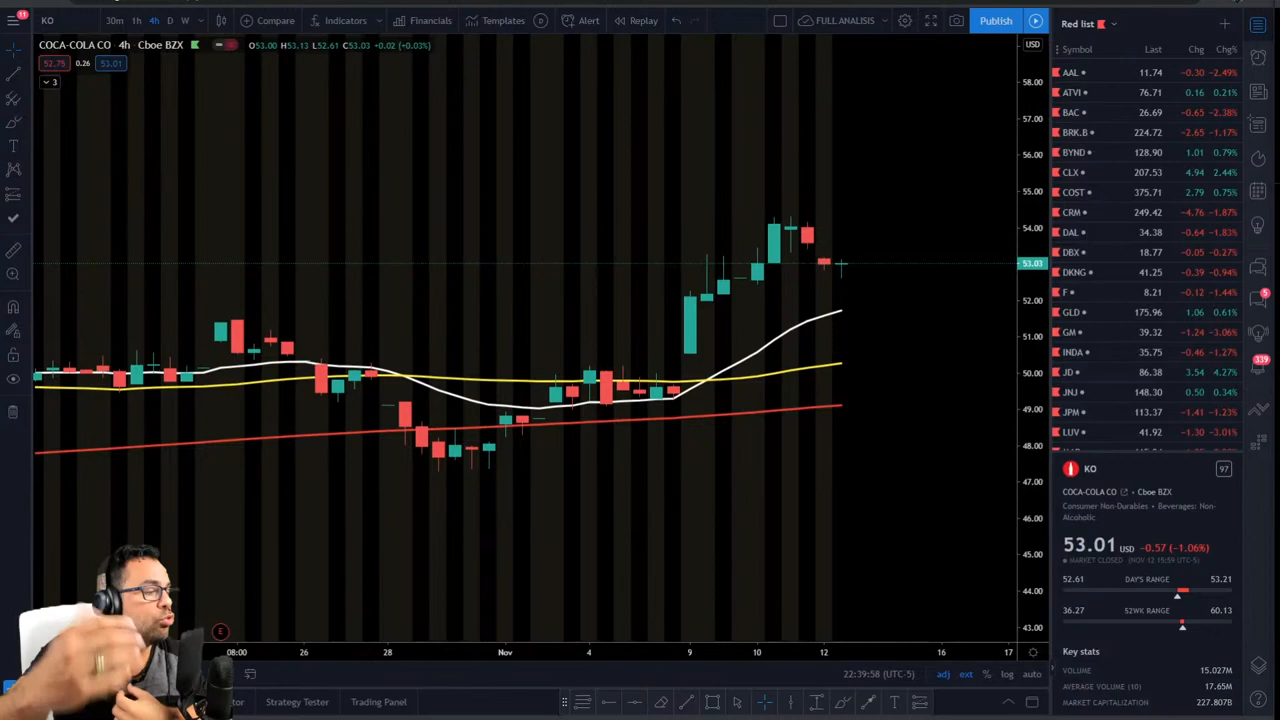 11
KO
30m 1h 4h D W
Compare
Indicators
Financials
Templates
Alert
Replay
FULL ANALISIS
Publish
COCA-COLA CO • 4h • Cboe BZX
O53.00 H53.13 L52.61 C53.03 +0.02 (+0.03%)
52.75 0.26 53.01
3
USD
58.00
57.00
56.00
55.00
54.00
53.03
52.00
51.00
50.00
49.00
48.00
47.00
46.00
45.00
44.00
43.00
E
08:00 26 28 Nov 4 9 10 12 16 17
22:39:58 (UTC-5)
adj ext % log auto
tor
Strategy Tester
Trading Panel
Red list
Symbol Last Chg Chg%
AAL 11.74 −0.30 −2.49%
ATVI 76.71 0.16 0.21%
BAC 26.69 −0.65 −2.38%
BRK.B 224.72 −2.65 −1.17%
BYND 128.90 1.01 0.79%
CLX 207.53 4.94 2.44%
COST 375.71 2.79 0.75%
CRM 249.42 −4.76 −1.87%
DAL 34.38 −0.64 −1.83%
DBX 18.77 −0.05 −0.27%
DKNG 41.25 −0.39 −0.94%
F 8.21 −0.12 −1.44%
GLD 175.96 1.06 0.61%
GM 39.32 −1.24 −3.06%
INDA 35.75 −0.46 −1.27%
JD 86.38 3.54 4.27%
JNJ 148.30 0.50 0.34%
JPM 113.37 −1.41 −1.23%
LUV 41.92 −1.30 −3.01%
KO
97
COCA-COLA CO • Cboe BZX
Consumer Non-Durables • Beverages: Non-
Alcoholic
53.01 USD −0.57 (−1.06%)
MARKET CLOSED (NOV 12 15:59 UTC-5)
52.61 DAY'S RANGE 53.21
36.27 52WK RANGE 60.13
Key stats
VOLUME 15.027M
AVERAGE VOLUME (10) 17.65M
MARKET CAPITALIZATION 227.807B
5
339